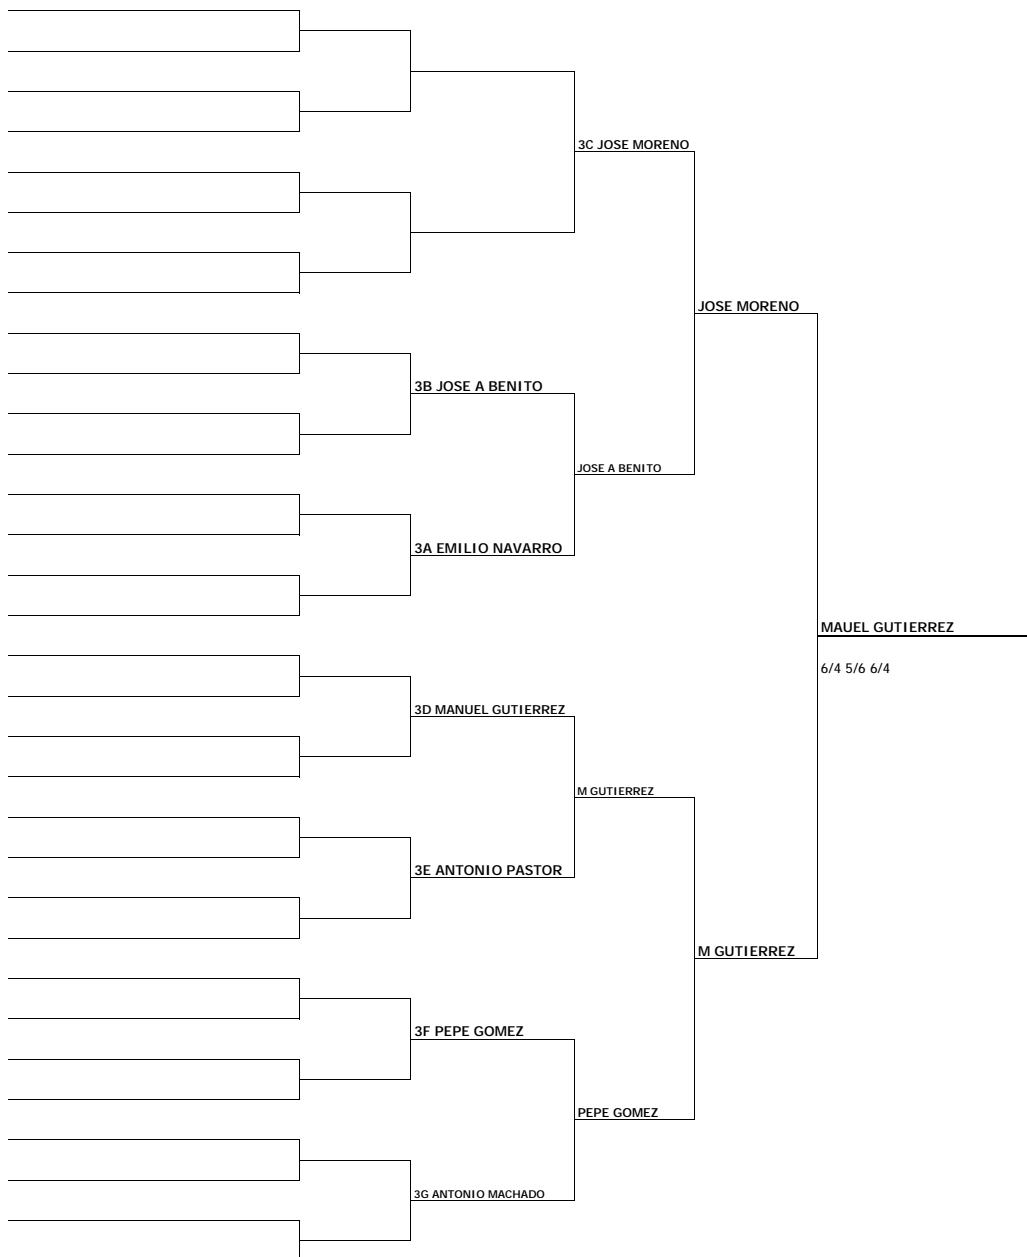 3C JOSE MORENO
JOSE MORENO
3B JOSE A BENITO
JOSE A BENITO
3A EMILIO NAVARRO
MAUEL GUTIERREZ
6/4 5/6 6/4
3D MANUEL GUTIERREZ
M GUTIERREZ
3E ANTONIO PASTOR
M GUTIERREZ
3F PEPE GOMEZ
PEPE GOMEZ
3G ANTONIO MACHADO